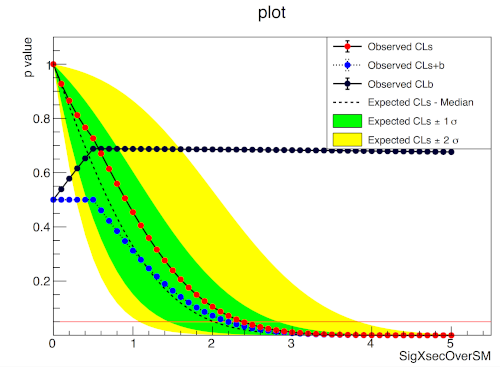 plot
p value
Observed CLs
Observed CLs+b
Observed CLb
Expected CLs - Median
Expected CLs ± 1 σ
Expected CLs ± 2 σ
1
0.8
0.6
0.4
0.2
0 1 2 3 4 5
SigXsecOverSM